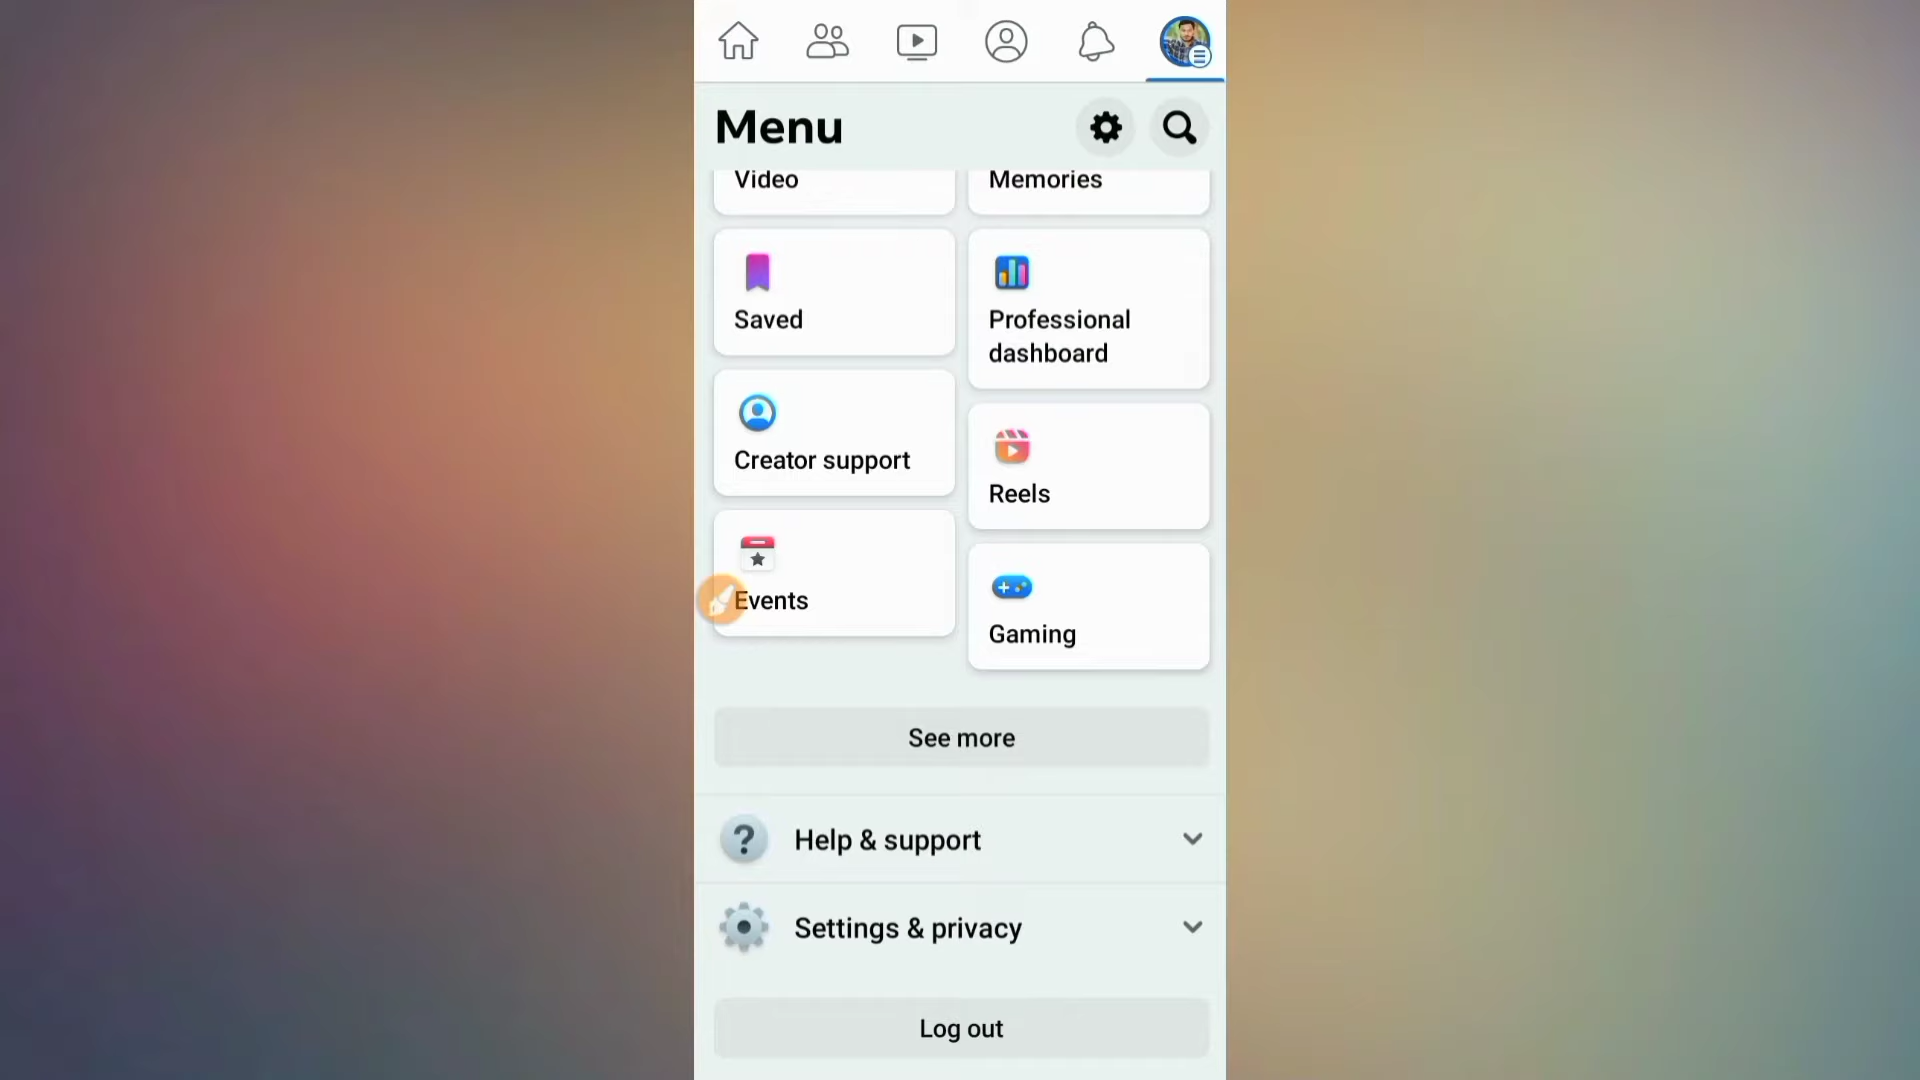 Menu
Video
Memories
Saved
Professional
dashboard
Creator support
Reels
Events
Gaming
See more
Help & support
Settings & privacy
Log out